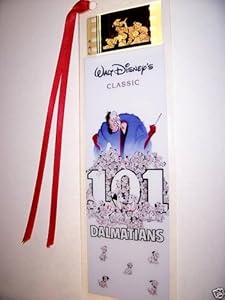 Walt Disney's
CLASSIC
101
DALMATIANS